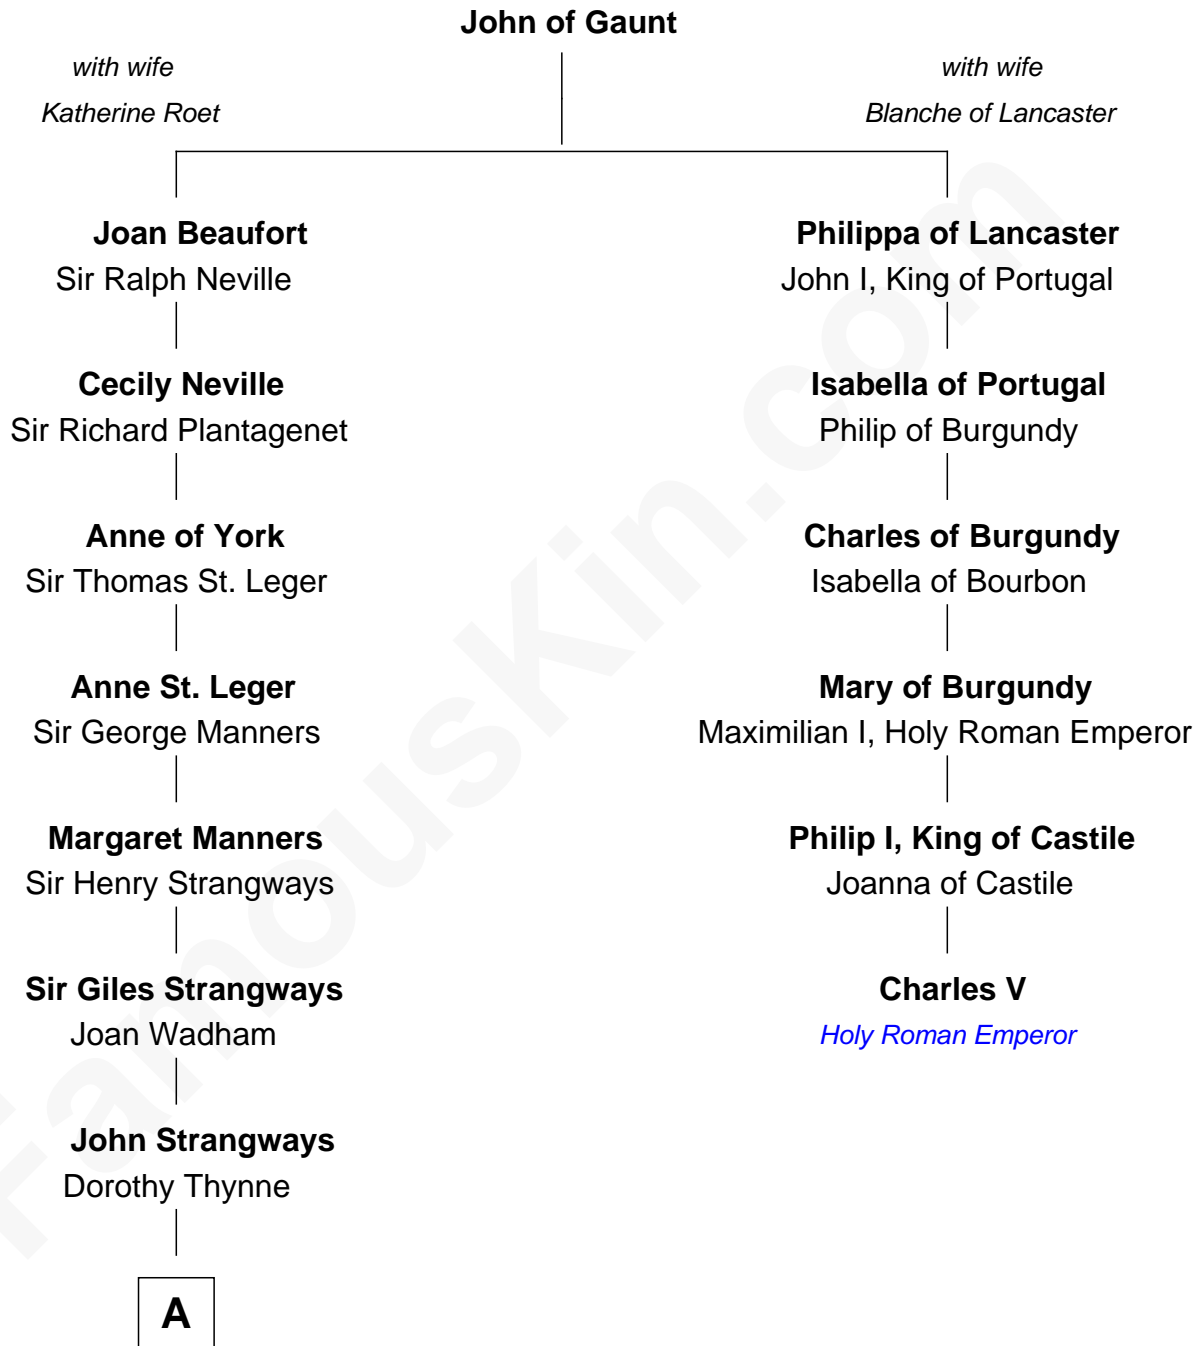 John of Gaunt
with wife
Katherine Roet
with wife
Blanche of Lancaster
Joan Beaufort
Sir Ralph Neville
Philippa of Lancaster
John I, King of Portugal
Cecily Neville
Sir Richard Plantagenet
Isabella of Portugal
Philip of Burgundy
Anne of York
Sir Thomas St. Leger
Charles of Burgundy
Isabella of Bourbon
Anne St. Leger
Sir George Manners
Mary of Burgundy
Maximilian I, Holy Roman Emperor
Margaret Manners
Sir Henry Strangways
Philip I, King of Castile
Joanna of Castile
Sir Giles Strangways
Joan Wadham
Charles V
Holy Roman Emperor
John Strangways
Dorothy Thynne
A
FamousKin.com